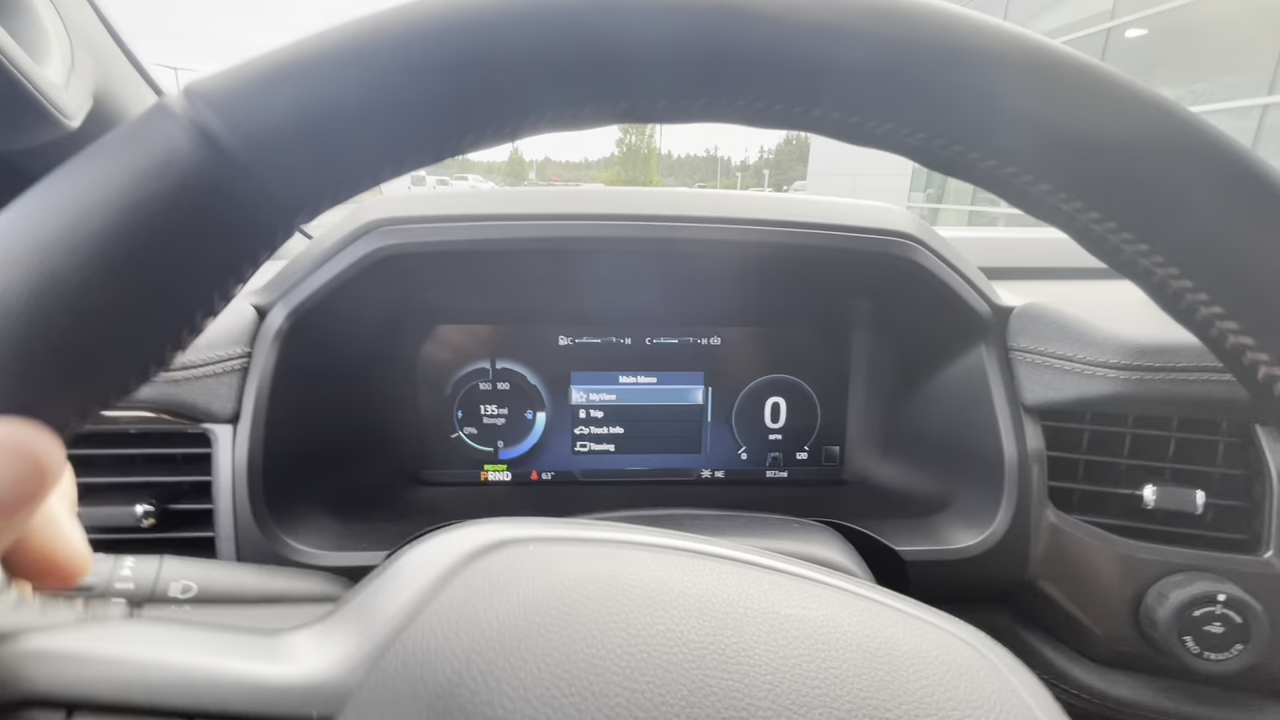 C H C H
Main Menu
MyView
Trip
Truck Info
Towing
100 100
135 mi
Range
0%
0
0
MPH
0 120
READY
PRND
63°
NE
PRO TRAILER